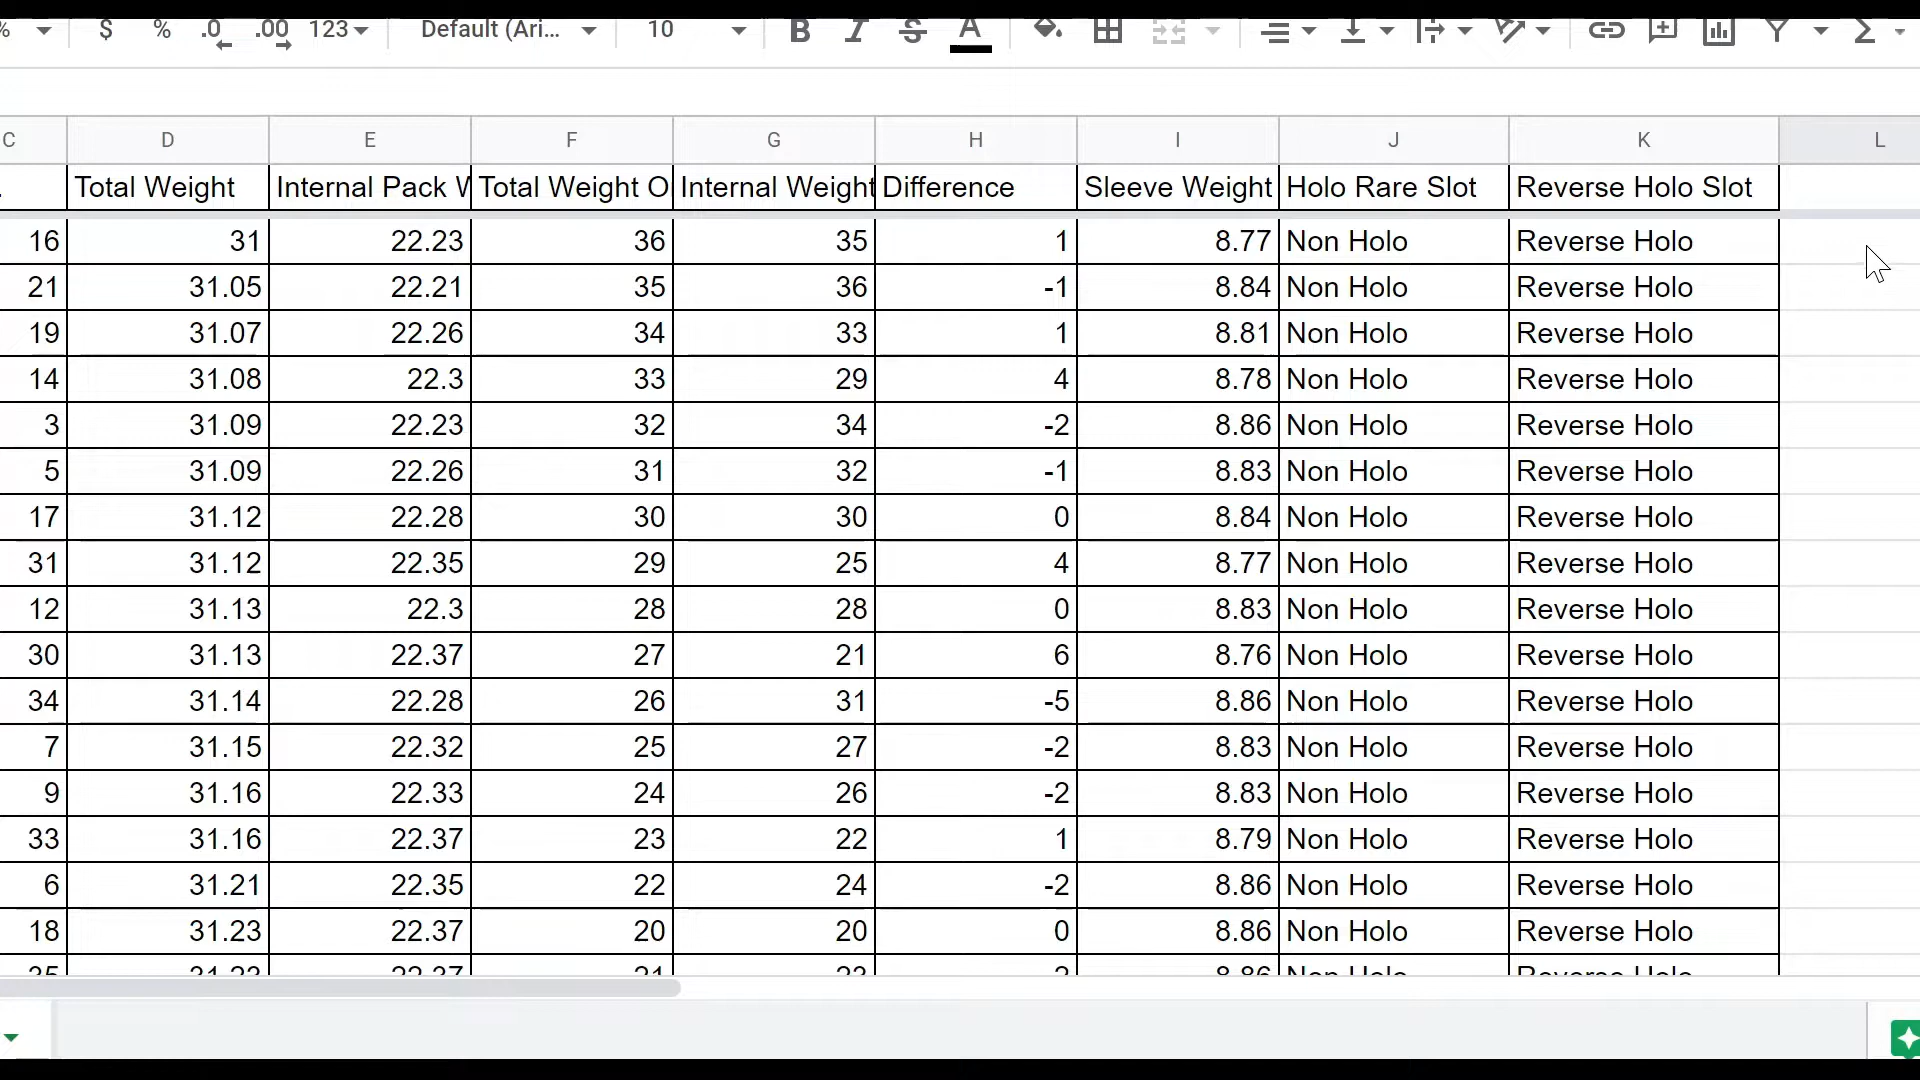 % $ % .0 .00 123 Default (Ari... 10 B I S A
C D E F G H I J K L
. Total Weight Internal Pack W Total Weight O Internal Weight Difference Sleeve Weight Holo Rare Slot Reverse Holo Slot
16 31 22.23 36 35 1 8.77 Non Holo Reverse Holo
21 31.05 22.21 35 36 -1 8.84 Non Holo Reverse Holo
19 31.07 22.26 34 33 1 8.81 Non Holo Reverse Holo
14 31.08 22.3 33 29 4 8.78 Non Holo Reverse Holo
3 31.09 22.23 32 34 -2 8.86 Non Holo Reverse Holo
5 31.09 22.26 31 32 -1 8.83 Non Holo Reverse Holo
17 31.12 22.28 30 30 0 8.84 Non Holo Reverse Holo
31 31.12 22.35 29 25 4 8.77 Non Holo Reverse Holo
12 31.13 22.3 28 28 0 8.83 Non Holo Reverse Holo
30 31.13 22.37 27 21 6 8.76 Non Holo Reverse Holo
34 31.14 22.28 26 31 -5 8.86 Non Holo Reverse Holo
7 31.15 22.32 25 27 -2 8.83 Non Holo Reverse Holo
9 31.16 22.33 24 26 -2 8.83 Non Holo Reverse Holo
33 31.16 22.37 23 22 1 8.79 Non Holo Reverse Holo
6 31.21 22.35 22 24 -2 8.86 Non Holo Reverse Holo
18 31.23 22.37 20 20 0 8.86 Non Holo Reverse Holo
Non Holo Reverse Holo